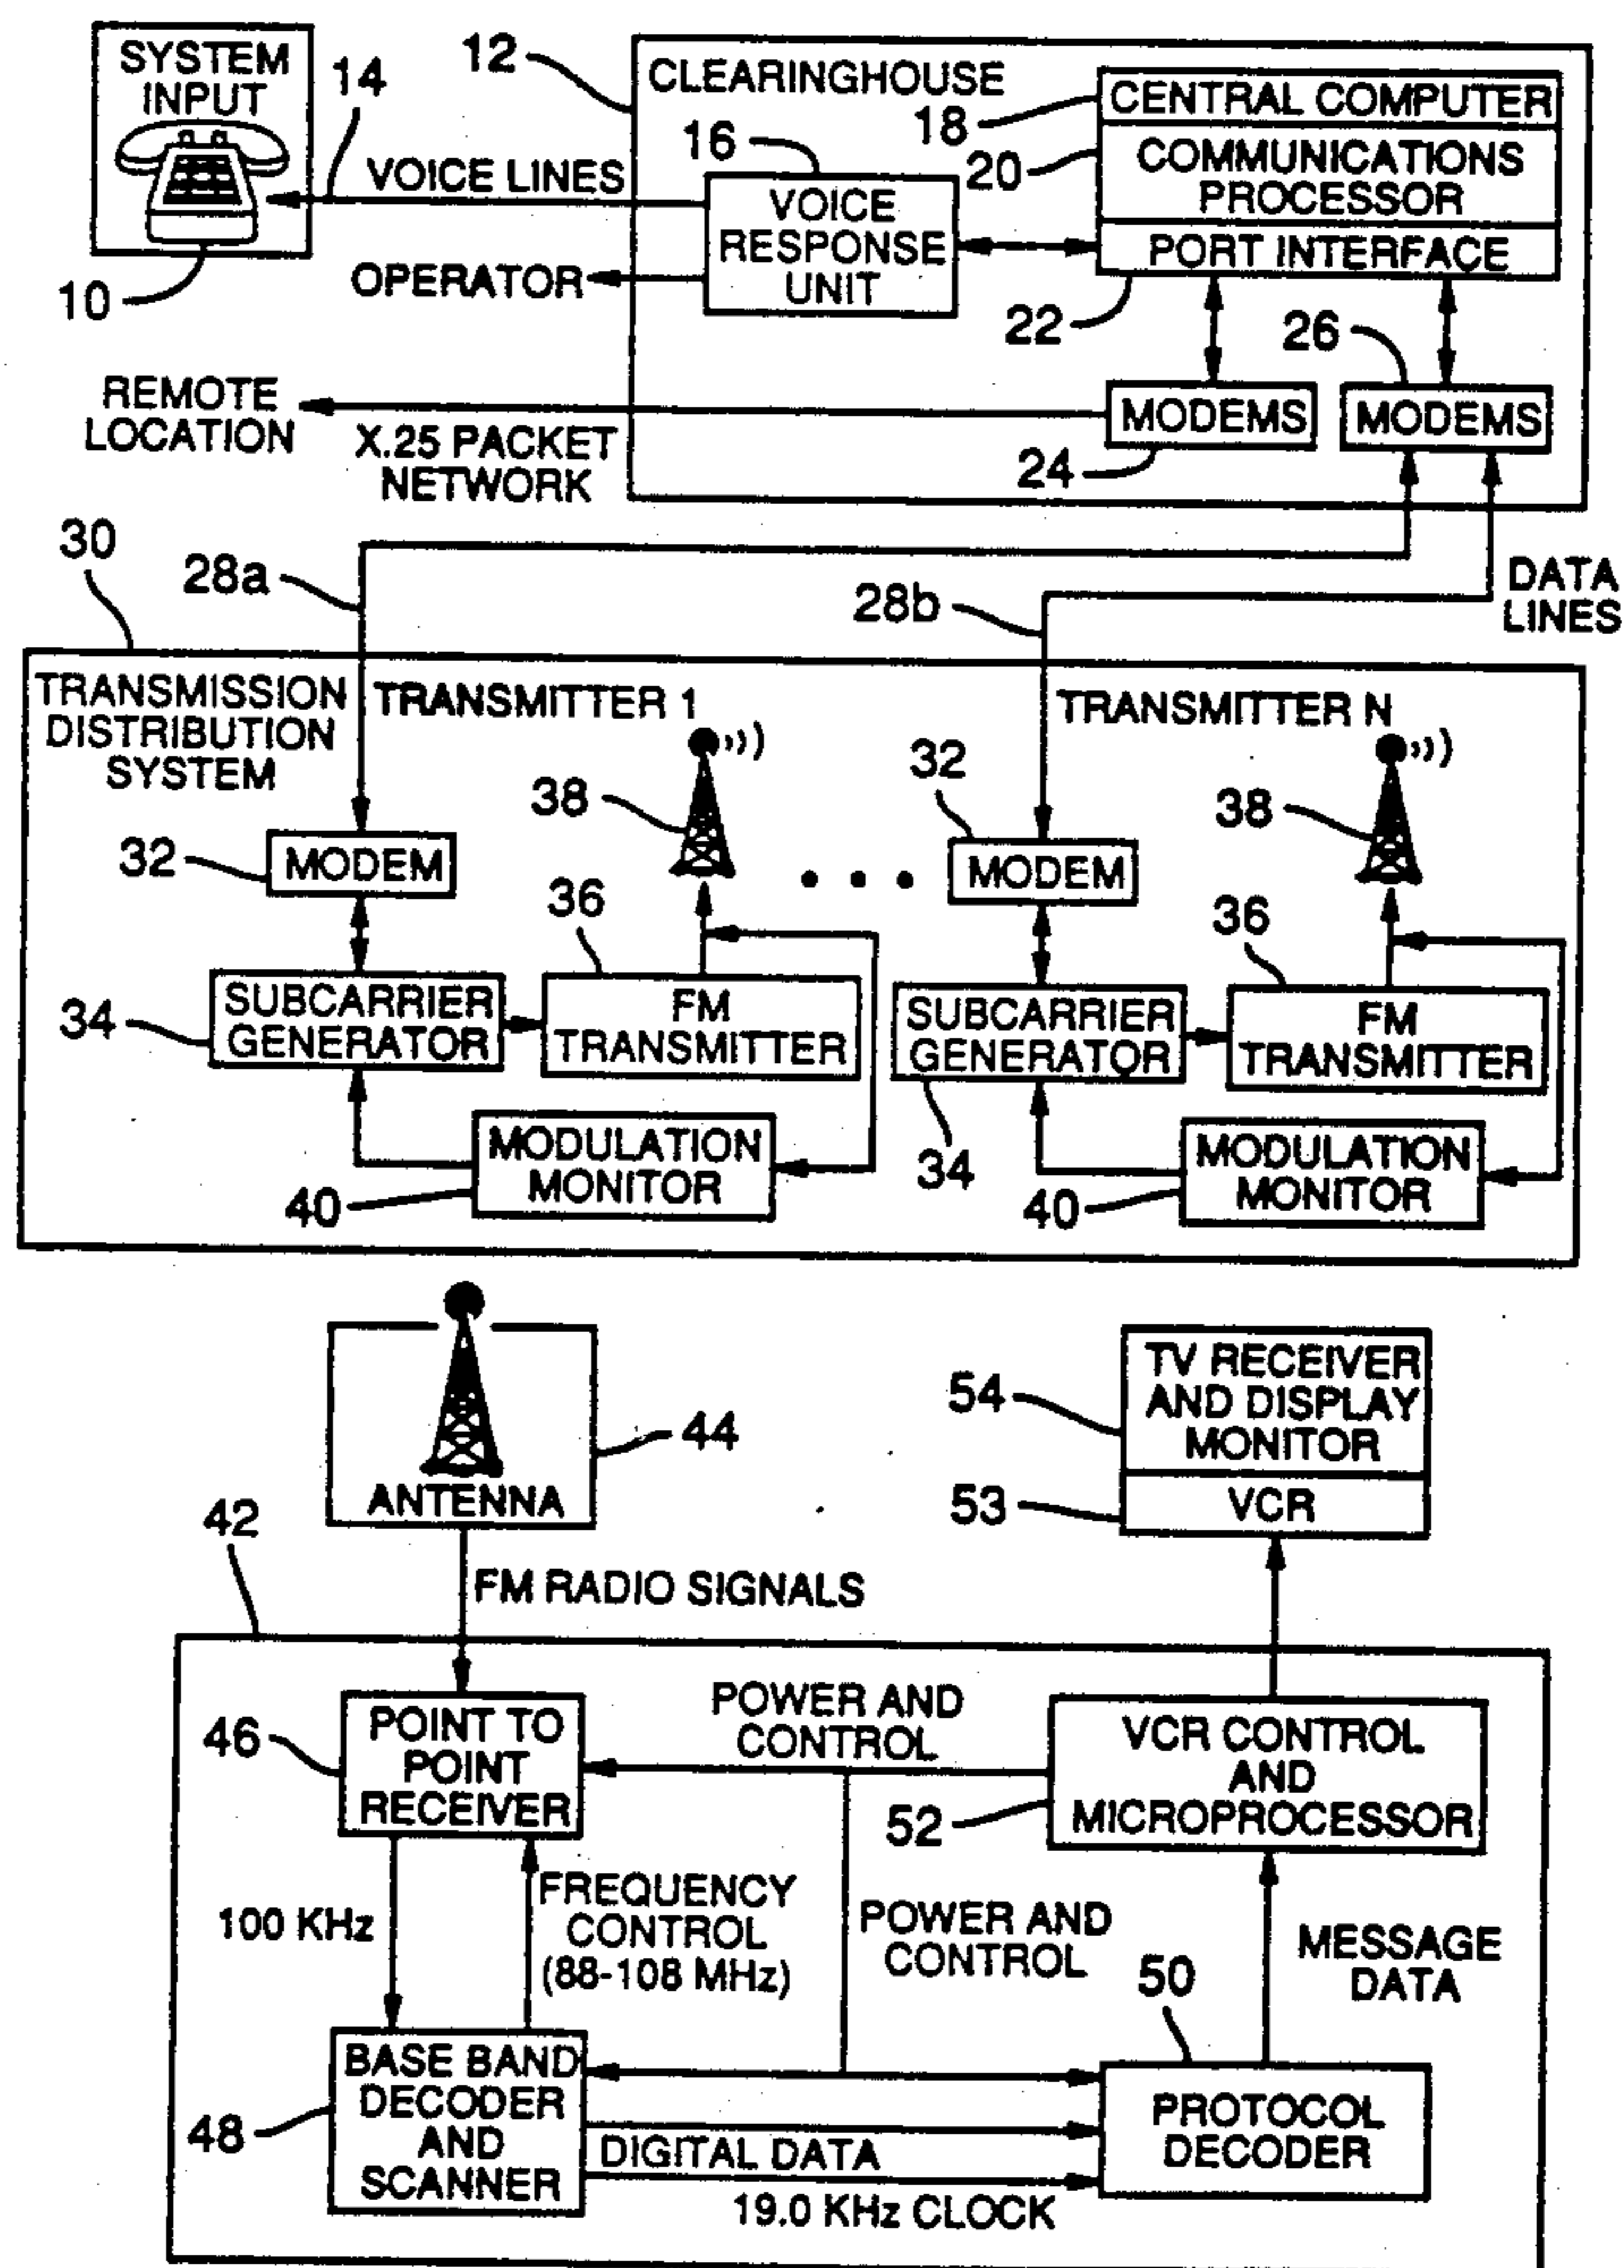 SYSTEM
INPUT
10
14
VOICE LINES
OPERATOR
12
CLEARINGHOUSE
16
VOICE
RESPONSE
UNIT
18
CENTRAL COMPUTER
20
COMMUNICATIONS
PROCESSOR
PORT INTERFACE
22
26
MODEMS
MODEMS
24
REMOTE
LOCATION
X.25 PACKET
NETWORK
30
28a
28b
DATA
LINES
TRANSMISSION
DISTRIBUTION
SYSTEM
TRANSMITTER 1
38
32
MODEM
36
34
SUBCARRIER
GENERATOR
FM
TRANSMITTER
MODULATION
MONITOR
40
TRANSMITTER N
32
38
MODEM
36
SUBCARRIER
GENERATOR
FM
TRANSMITTER
34
MODULATION
MONITOR
40
44
ANTENNA
54
TV RECEIVER
AND DISPLAY
MONITOR
53
VCR
42
FM RADIO SIGNALS
46
POINT TO
POINT
RECEIVER
POWER AND
CONTROL
VCR CONTROL
AND
MICROPROCESSOR
52
100 KHz
FREQUENCY
CONTROL
(88-108 MHz)
POWER AND
CONTROL
MESSAGE
DATA
50
48
BASE BAND
DECODER
AND
SCANNER
DIGITAL DATA
19.0 KHz CLOCK
PROTOCOL
DECODER